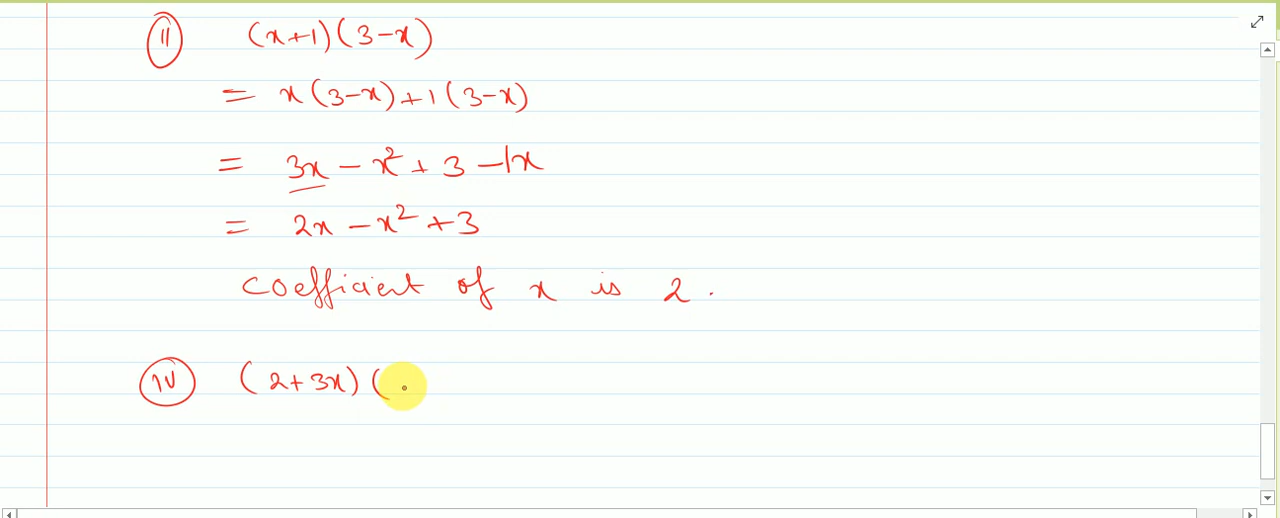 (ii) (x+1)(3-x)
= x(3-x)+1(3-x)
= 3x - x² + 3 - 1x
= 2x - x² + 3
Coefficient of x is 2.
(iv) (2+3x)(